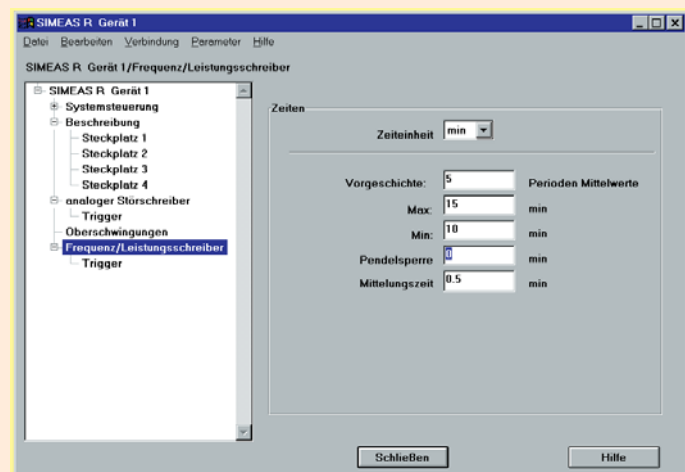 SIMEAS R Gerät 1
Datei Bearbeiten Verbindung Parameter Hilfe
SIMEAS R Gerät 1/Frequenz/Leistungsschreiber
SIMEAS R Gerät 1
Systemsteuerung
Beschreibung
Steckplatz 1
Steckplatz 2
Steckplatz 3
Steckplatz 4
analoger Störschreiber
Trigger
Oberschwingungen
Frequenz/Leistungsschreiber
Trigger
Zeiten
Zeiteinheit min
Vorgeschichte: 5 Perioden Mittelwerte
Max: 15 min
Min: 10 min
Pendelsperre 0 min
Mittelungszeit 0.5 min
Schließen Hilfe